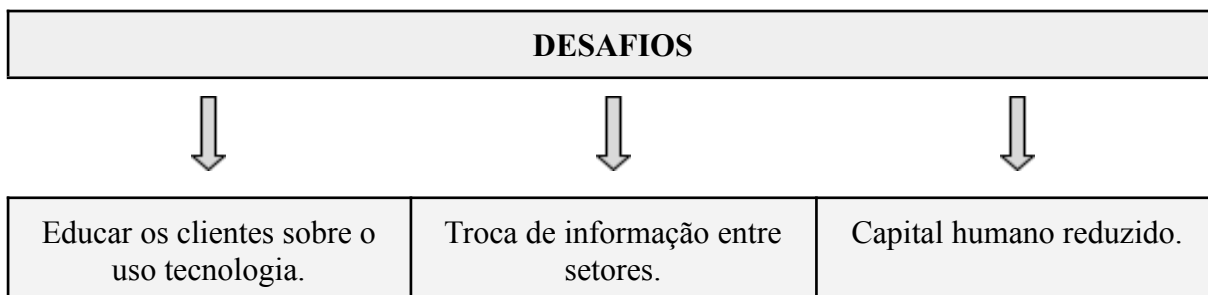 DESAFIOS
Educar os clientes sobre o
uso tecnologia.
Troca de informação entre
setores.
Capital humano reduzido.